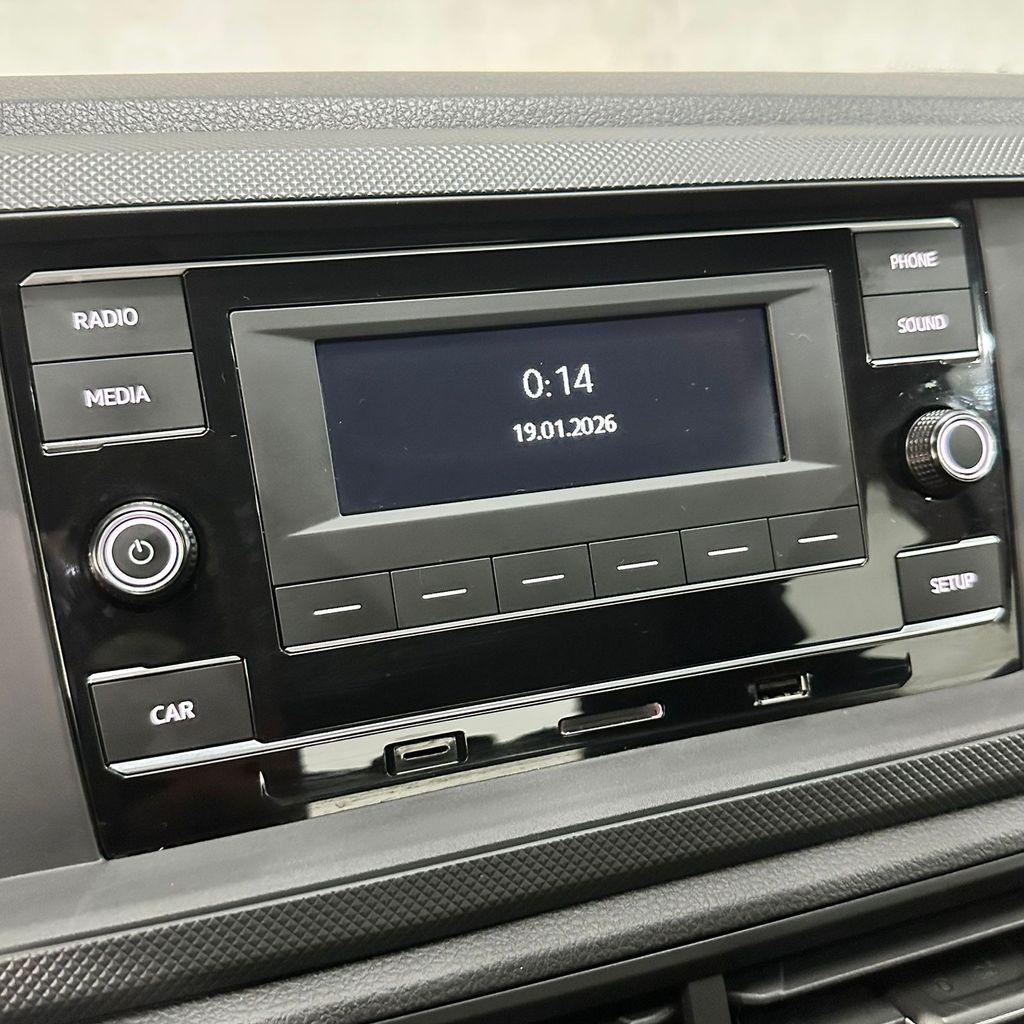 RADIO
MEDIA
0:14
19.01.2026
PHONE
SOUND
SETUP
CAR